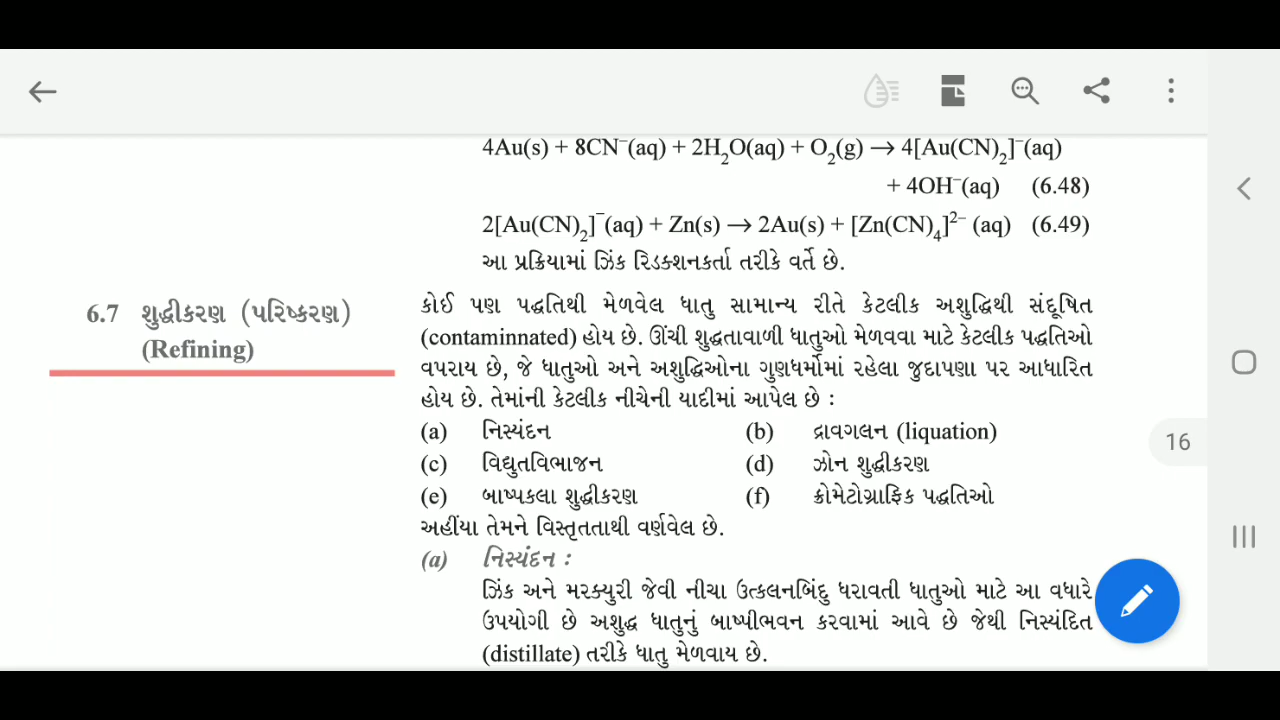 4Au(s) + 8CN⁻(aq) + 2H₂O(aq) + O₂(g) → 4[Au(CN)₂]⁻(aq)
+ 4OH⁻(aq) (6.48)
2[Au(CN)₂]⁻(aq) + Zn(s) → 2Au(s) + [Zn(CN)₄]²⁻ (aq) (6.49)
આ પ્રક્રિયામાં ઝિંક રિડક્શનકર્તા તરીકે વર્તે છે.
6.7 શુદ્ધીકરણ (પરિષ્કરણ)
(Refining)
કોઈ પણ પદ્ધતિથી મેળવેલ ધાતુ સામાન્ય રીતે કેટલીક અશુદ્ધિથી સંદૂષિત
(contaminnated) હોય છે. ઊંચી શુદ્ધતાવાળી ધાતુઓ મેળવવા માટે કેટલીક પદ્ધતિઓ
વપરાય છે, જે ધાતુઓ અને અશુદ્ધિઓના ગુણધર્મોમાં રહેલા જુદાપણા પર આધારિત
હોય છે. તેમાંની કેટલીક નીચેની યાદીમાં આપેલ છે :
(a) નિસ્યંદન (b) દ્રાવગલન (liquation)
(c) વિદ્યુતવિભાજન (d) ઝોન શુદ્ધીકરણ
(e) બાષ્પકલા શુદ્ધીકરણ (f) ક્રોમેટોગ્રાફિક પદ્ધતિઓ
અહીંયા તેમને વિસ્તૃતતાથી વર્ણવેલ છે.
(a) નિસ્યંદન :
ઝિંક અને મરક્યુરી જેવી નીચા ઉત્કલનબિંદુ ધરાવતી ધાતુઓ માટે આ વધારે
ઉપયોગી છે અશુદ્ધ ધાતુનું બાષ્પીભવન કરવામાં આવે છે જેથી નિસ્યંદિત
(distillate) તરીકે ધાતુ મેળવાય છે.
16